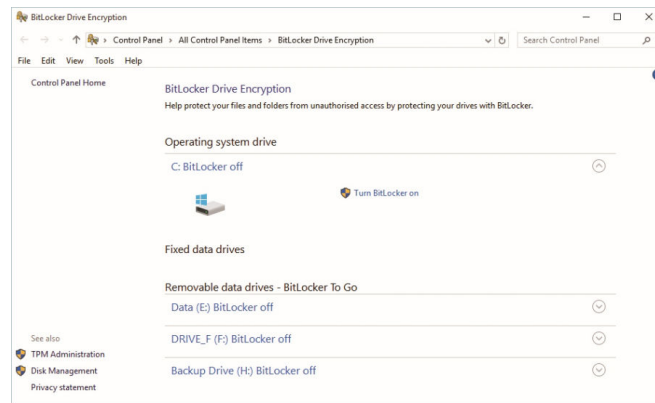 BitLocker Drive Encryption
Control Panel > All Control Panel Items > BitLocker Drive Encryption
Search Control Panel
File Edit View Tools Help
Control Panel Home
BitLocker Drive Encryption
Help protect your files and folders from unauthorised access by protecting your drives with BitLocker.
Operating system drive
C: BitLocker off
Turn BitLocker on
Fixed data drives
Removable data drives - BitLocker To Go
Data (E:) BitLocker off
DRIVE_F (F:) BitLocker off
Backup Drive (H:) BitLocker off
See also
TPM Administration
Disk Management
Privacy statement